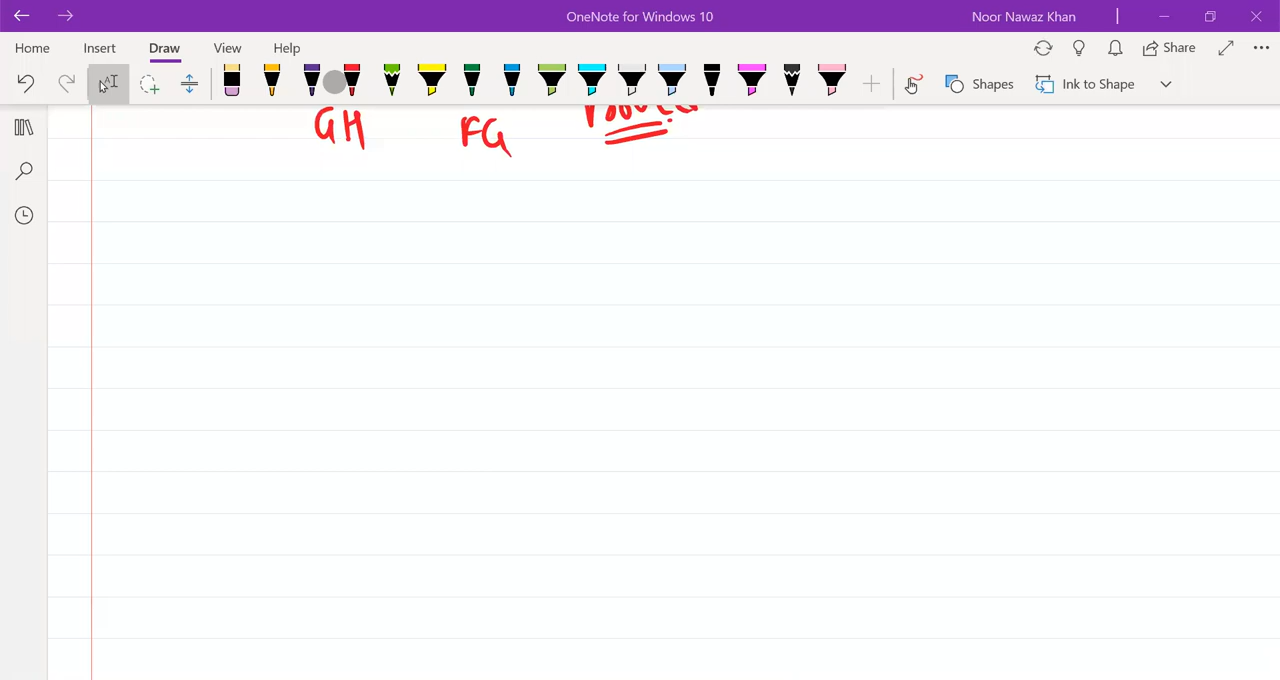 OneNote for Windows 10
Noor Nawaz Khan
Home
Insert
Draw
View
Help
Share
Shapes
Ink to Shape
GH
FG